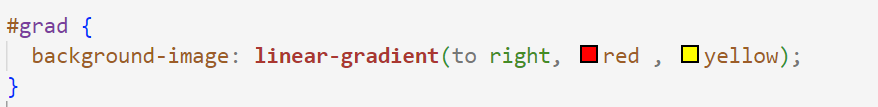 #grad {
background-image: linear-gradient(to right, red , yellow);
}